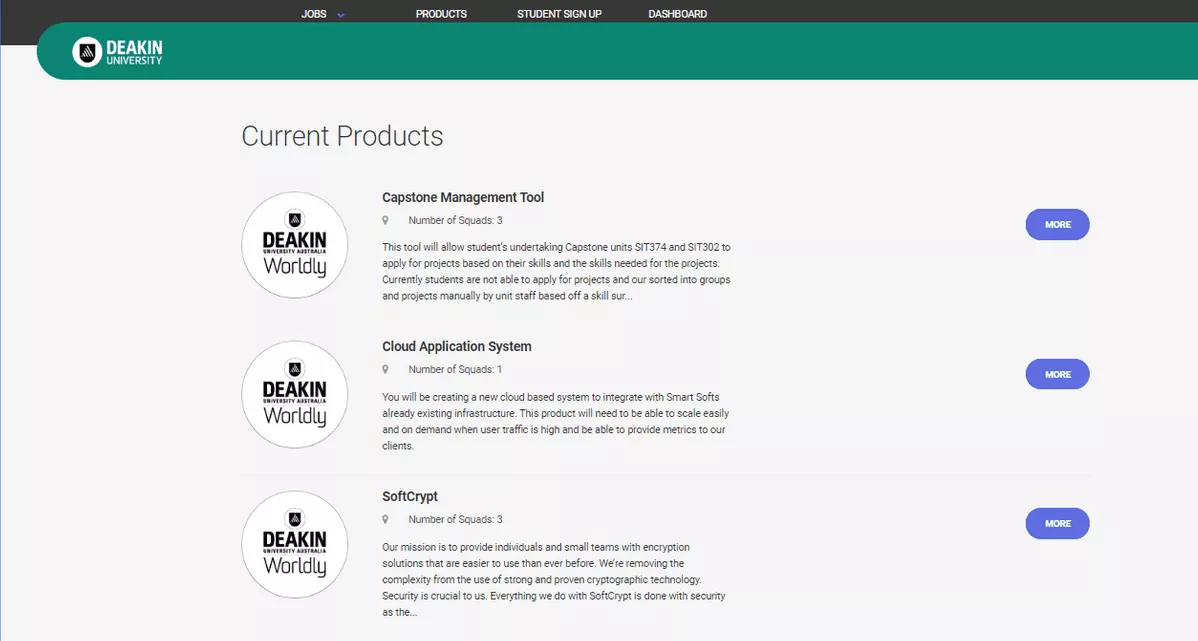 JOBS PRODUCTS STUDENT SIGN UP DASHBOARD
DEAKIN
UNIVERSITY
Current Products
DEAKIN
UNIVERSITY AUSTRALIA
Worldly
Capstone Management Tool
Number of Squads: 3
This tool will allow student's undertaking Capstone units SIT374 and SIT302 to
apply for projects based on their skills and the skills needed for the projects.
Currently students are not able to apply for projects and our sorted into groups
and projects manually by unit staff based off a skill sur...
MORE
DEAKIN
UNIVERSITY AUSTRALIA
Worldly
Cloud Application System
Number of Squads: 1
You will be creating a new cloud based system to integrate with Smart Softs
already existing infrastructure. This product will need to be able to scale easily
and on demand when user traffic is high and be able to provide metrics to our
clients.
MORE
DEAKIN
UNIVERSITY AUSTRALIA
Worldly
SoftCrypt
Number of Squads: 3
Our mission is to provide individuals and small teams with encryption
solutions that are easier to use than ever before. We're removing the
complexity from the use of strong and proven cryptographic technology.
Security is crucial to us. Everything we do with SoftCrypt is done with security
as the...
MORE